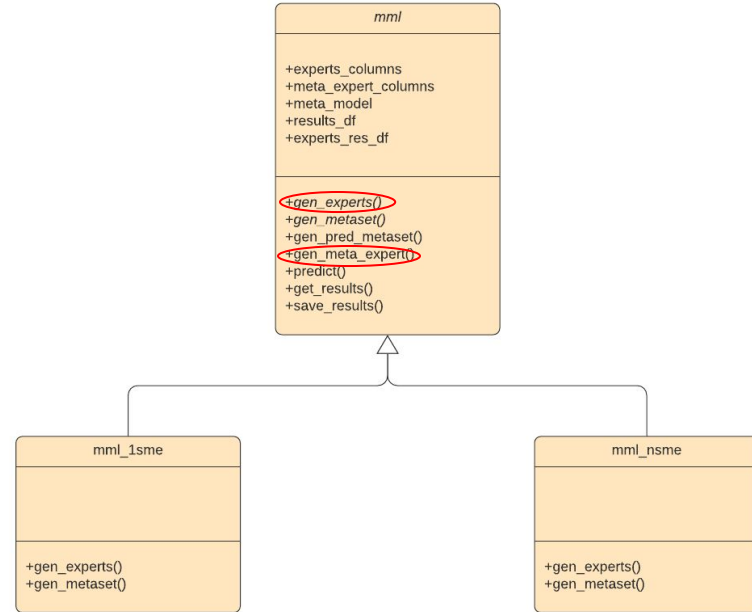 mml
+experts_columns
+meta_expert_columns
+meta_model
+results_df
+experts_res_df
+gen_experts()
+gen_metaset()
+gen_pred_metaset()
+gen_meta_expert()
+predict()
+get_results()
+save_results()
mml_1sme
+gen_experts()
+gen_metaset()
mml_nsme
+gen_experts()
+gen_metaset()